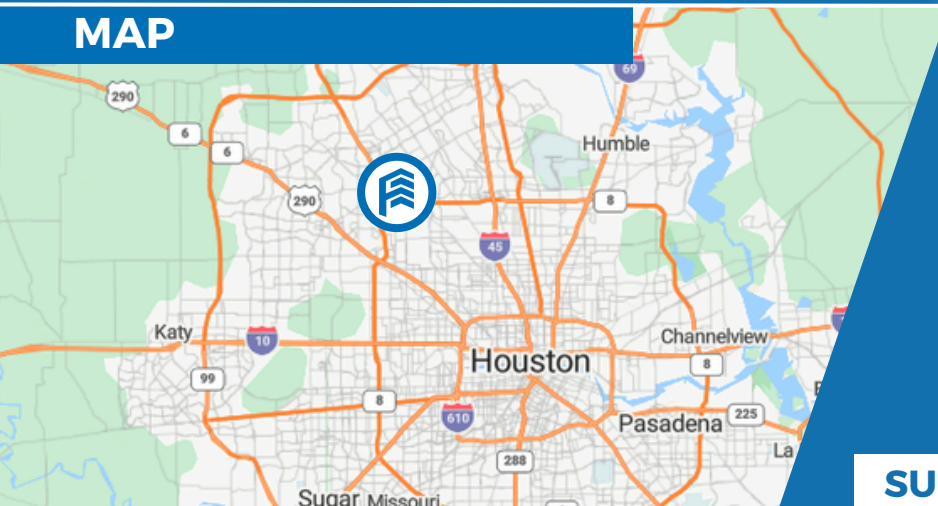 MAP
69
290
6
Humble
6
290
8
45
Katy
10
Channelview
Houston
8
99
8
610
Pasadena
225
La
288
SU
Sugar
Missouri